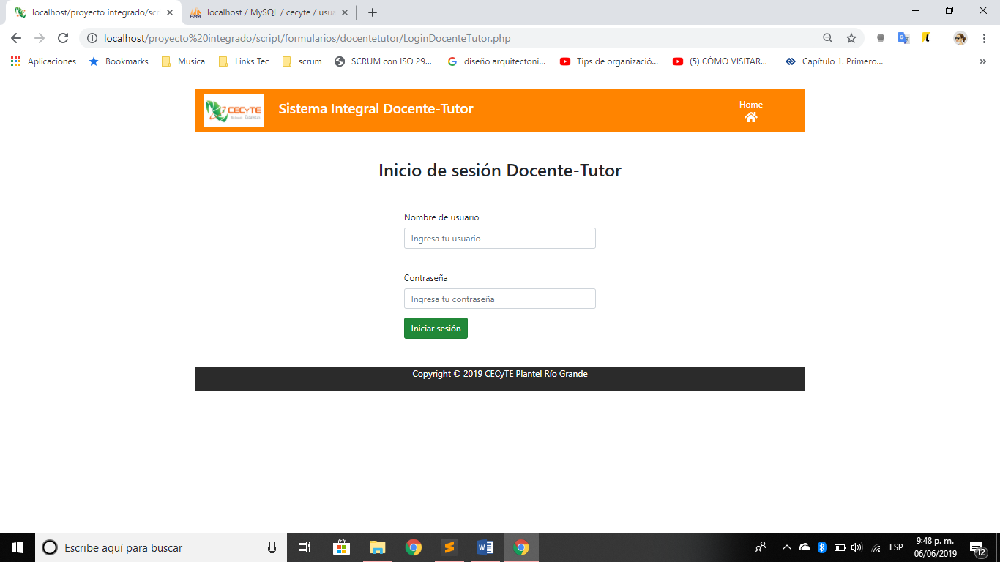 localhost/proyecto integrado/scr
localhost / MySQL / cecyte / usua
localhost/proyecto%20integrado/script/formularios/docentetutor/LoginDocenteTutor.php
Aplicaciones Bookmarks Musica Links Tec scrum SCRUM con ISO 29... diseño arquitectoni... Tips de organizació... (5) CÓMO VISITAR... Capítulo 1. Primero... »
CECyTE
Sistema Integral Docente-Tutor
Home
Inicio de sesión Docente-Tutor
Nombre de usuario
Ingresa tu usuario
Contraseña
Ingresa tu contraseña
Iniciar sesión
Copyright © 2019 CECyTE Plantel Río Grande
Escribe aquí para buscar
ESP
9:48 p. m.
06/06/2019
12